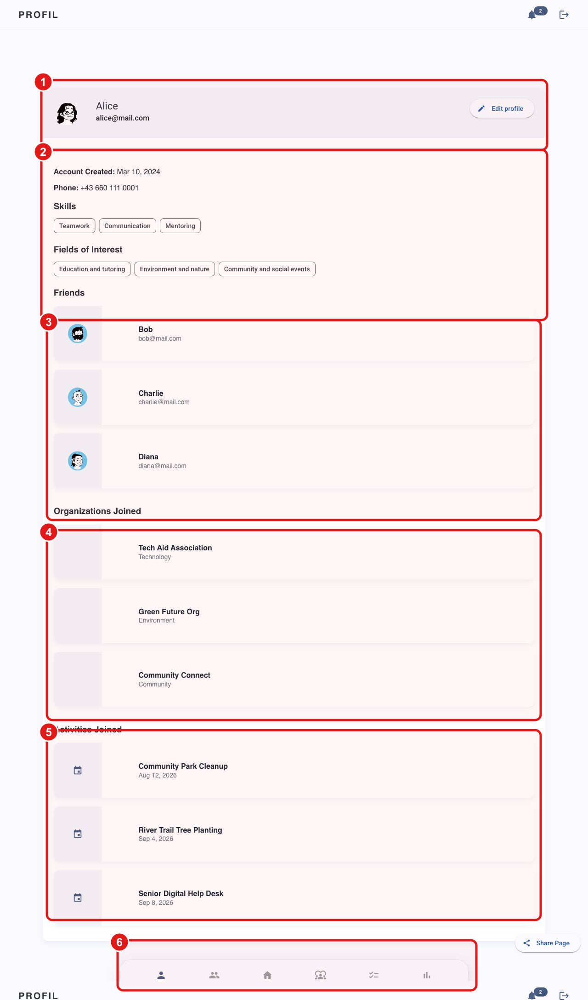 PROFIL
2
1
Alice
alice@mail.com
Edit profile
2
Account Created: Mar 10, 2024
Phone: +43 660 111 0001
Skills
Teamwork Communication Mentoring
Fields of Interest
Education and tutoring Environment and nature Community and social events
Friends
3
Bob
bob@mail.com
Charlie
charlie@mail.com
Diana
diana@mail.com
Organizations Joined
4
Tech Aid Association
Technology
Green Future Org
Environment
Community Connect
Community
Activities Joined
5
Community Park Cleanup
Aug 12, 2026
River Trail Tree Planting
Sep 4, 2026
Senior Digital Help Desk
Sep 8, 2026
6
Share Page
PROFIL
2